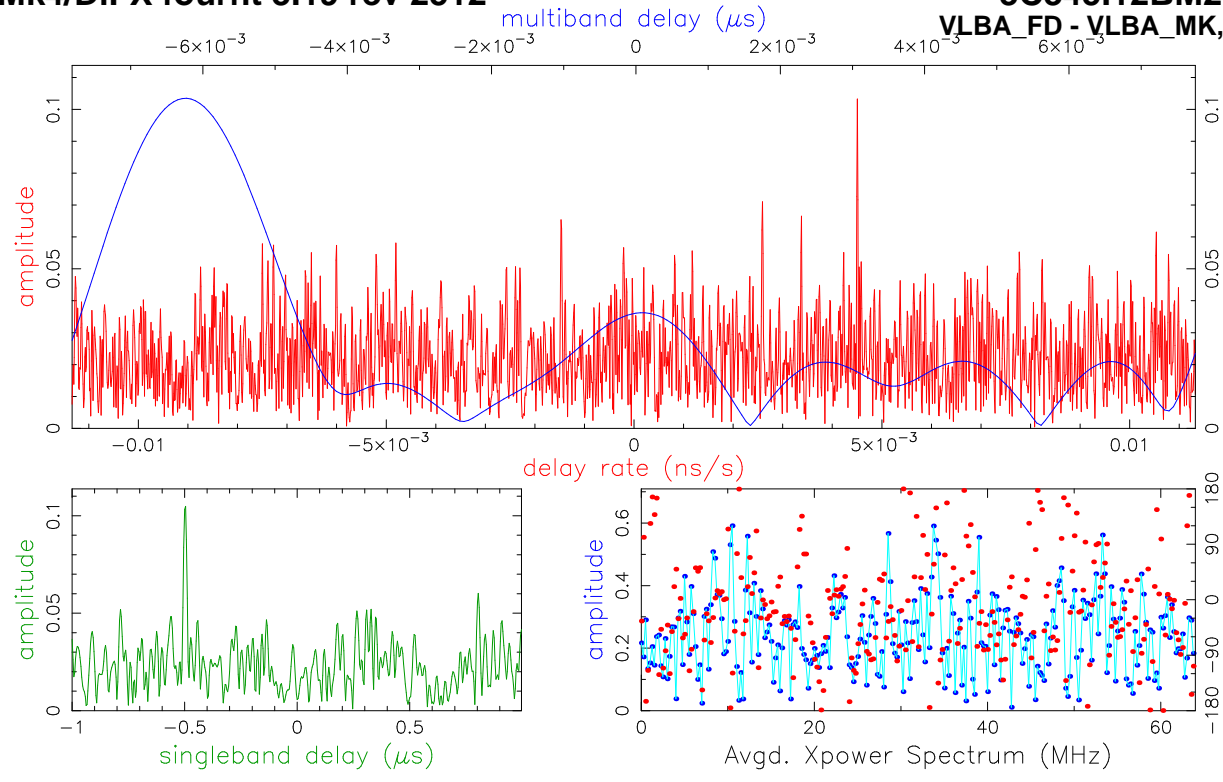 multiband delay (μs)
VLBA_FD - VLBA_MK,
−6×10⁻³ −4×10⁻³ −2×10⁻³ 0 2×10⁻³ 4×10⁻³ 6×10⁻³
amplitude
0 0.05 0.1
0 0.05 0.1
−0.01 −5×10⁻³ 0 5×10⁻³ 0.01
delay rate (ns/s)
amplitude
0 0.05 0.1
−1 −0.5 0 0.5
singleband delay (μs)
amplitude
0 0.2 0.4 0.6
−180 −90 0 90 180
0 20 40 60
Avgd. Xpower Spectrum (MHz)